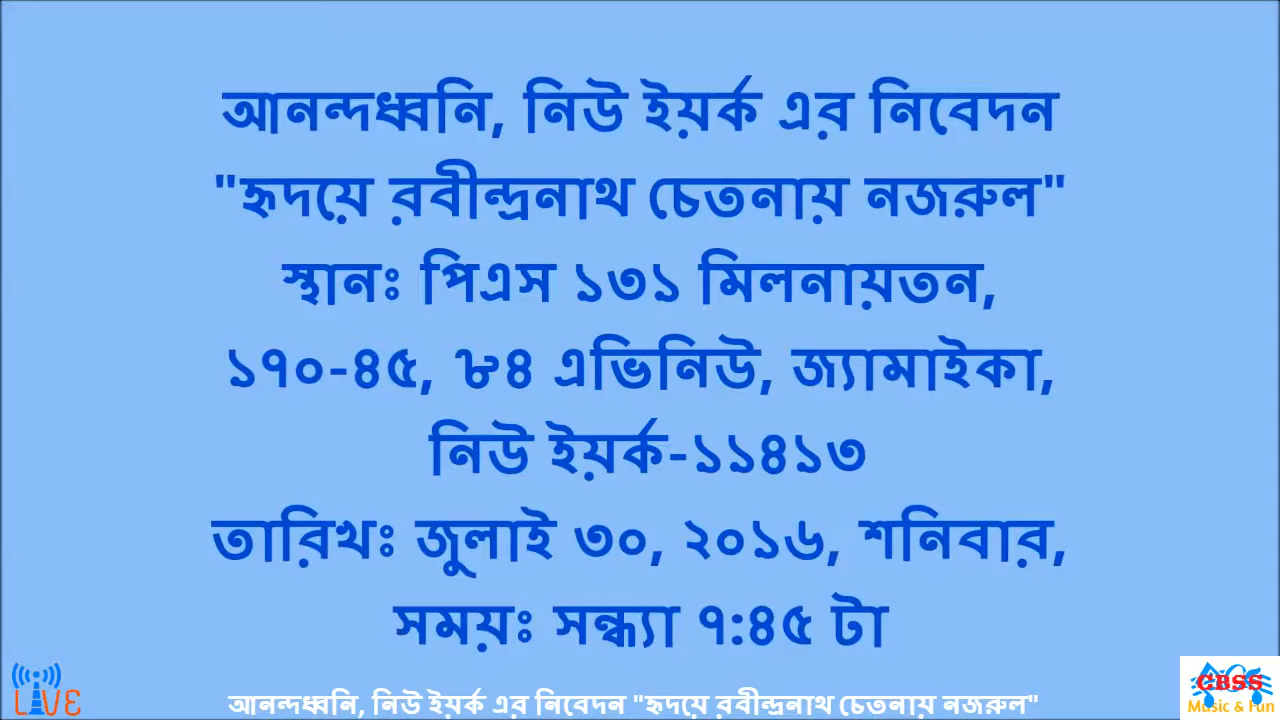 আনন্দধ্বনি, নিউ ইয়র্ক এর নিবেদন
"হৃদয়ে রবীন্দ্রনাথ চেতনায় নজরুল"
স্থানঃ পিএস ১৩১ মিলনায়তন,
১৭০-৪৫, ৮৪ এভিনিউ, জ্যামাইকা,
নিউ ইয়র্ক-১১৪১৩
তারিখঃ জুলাই ৩০, ২০১৬, শনিবার,
সময়ঃ সন্ধ্যা ৭:৪৫ টা
LIVE
আনন্দধ্বনি, নিউ ইয়র্ক এর নিবেদন "হৃদয়ে রবীন্দ্রনাথ চেতনায় নজরুল"
CBSS
Music & Fun